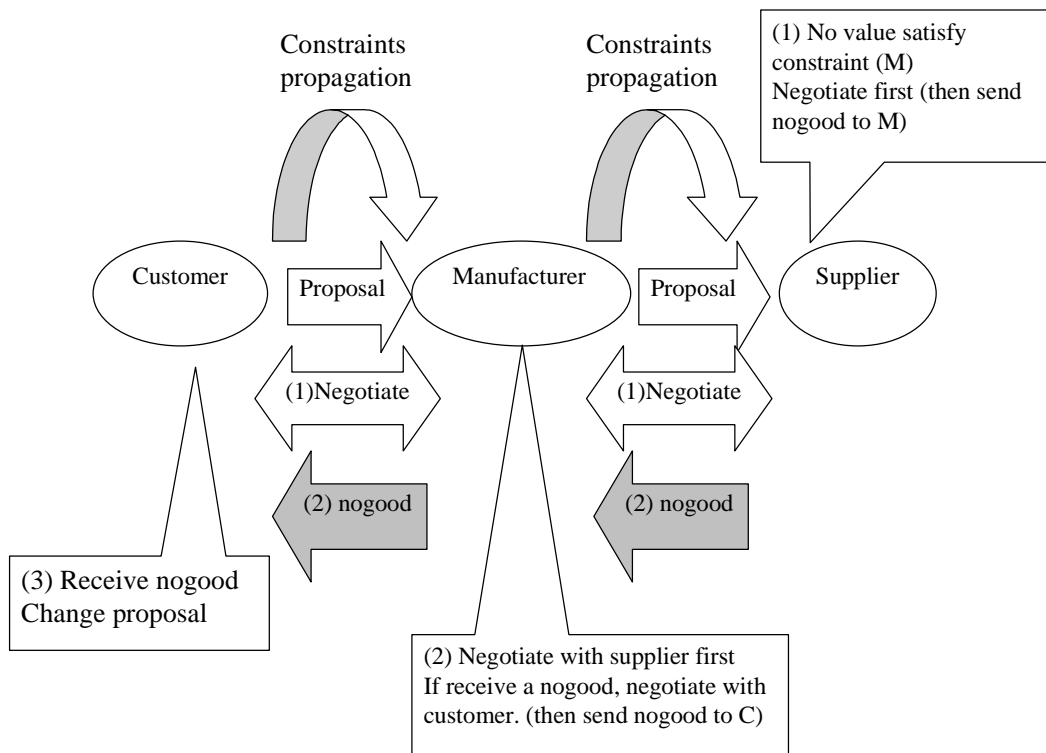 Constraints
propagation
Constraints
propagation
(1) No value satisfy
constraint (M)
Negotiate first (then send
nogood to M)
Customer
Proposal
Manufacturer
Proposal
Supplier
(1)Negotiate
(1)Negotiate
(2) nogood
(2) nogood
(3) Receive nogood
Change proposal
(2) Negotiate with supplier first
If receive a nogood, negotiate with
customer. (then send nogood to C)